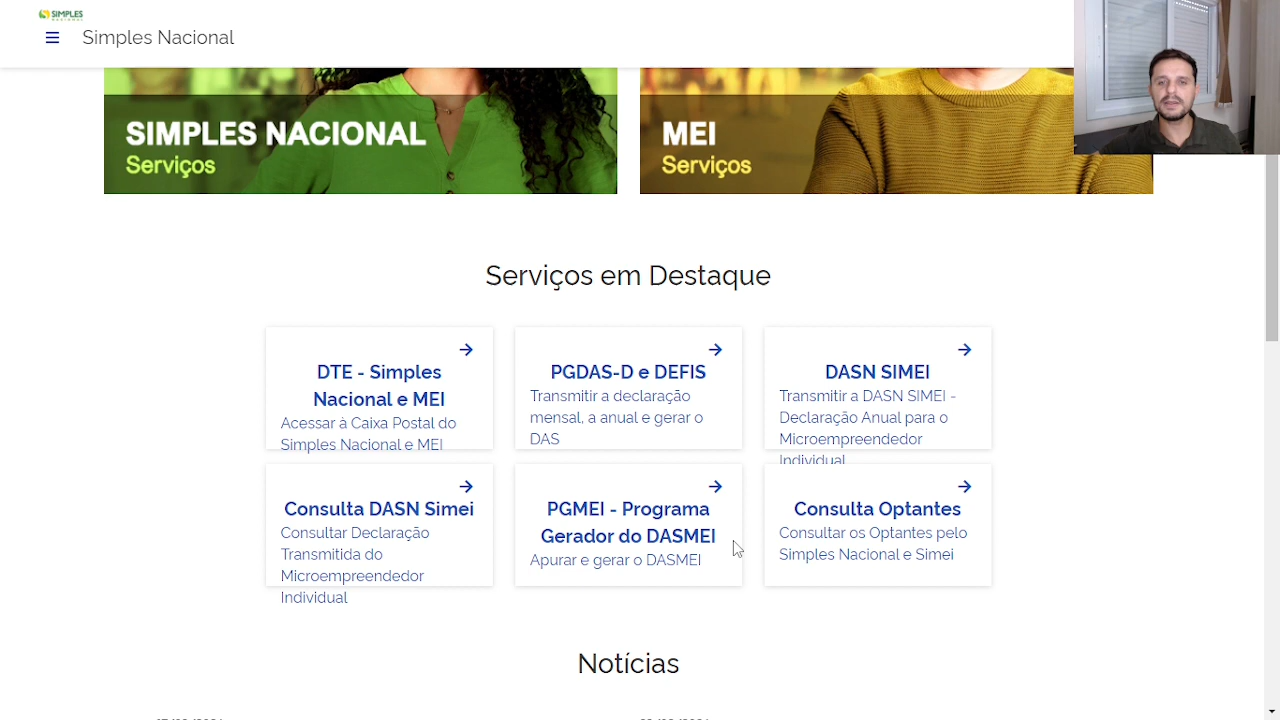 SIMPLES
NACIONAL
Simples Nacional
SIMPLES NACIONAL
Serviços
MEI
Serviços
Serviços em Destaque
DTE - Simples
Nacional e MEI
Acessar à Caixa Postal do
Simples Nacional e MEI
PGDAS-D e DEFIS
Transmitir a declaração
mensal, a anual e gerar o
DAS
DASN SIMEI
Transmitir a DASN SIMEI -
Declaração Anual para o
Microempreendedor
Individual
Consulta DASN Simei
Consultar Declaração
Transmitida do
Microempreendedor
Individual
PGMEI - Programa
Gerador do DASMEI
Apurar e gerar o DASMEI
Consulta Optantes
Consultar os Optantes pelo
Simples Nacional e Simei
Notícias